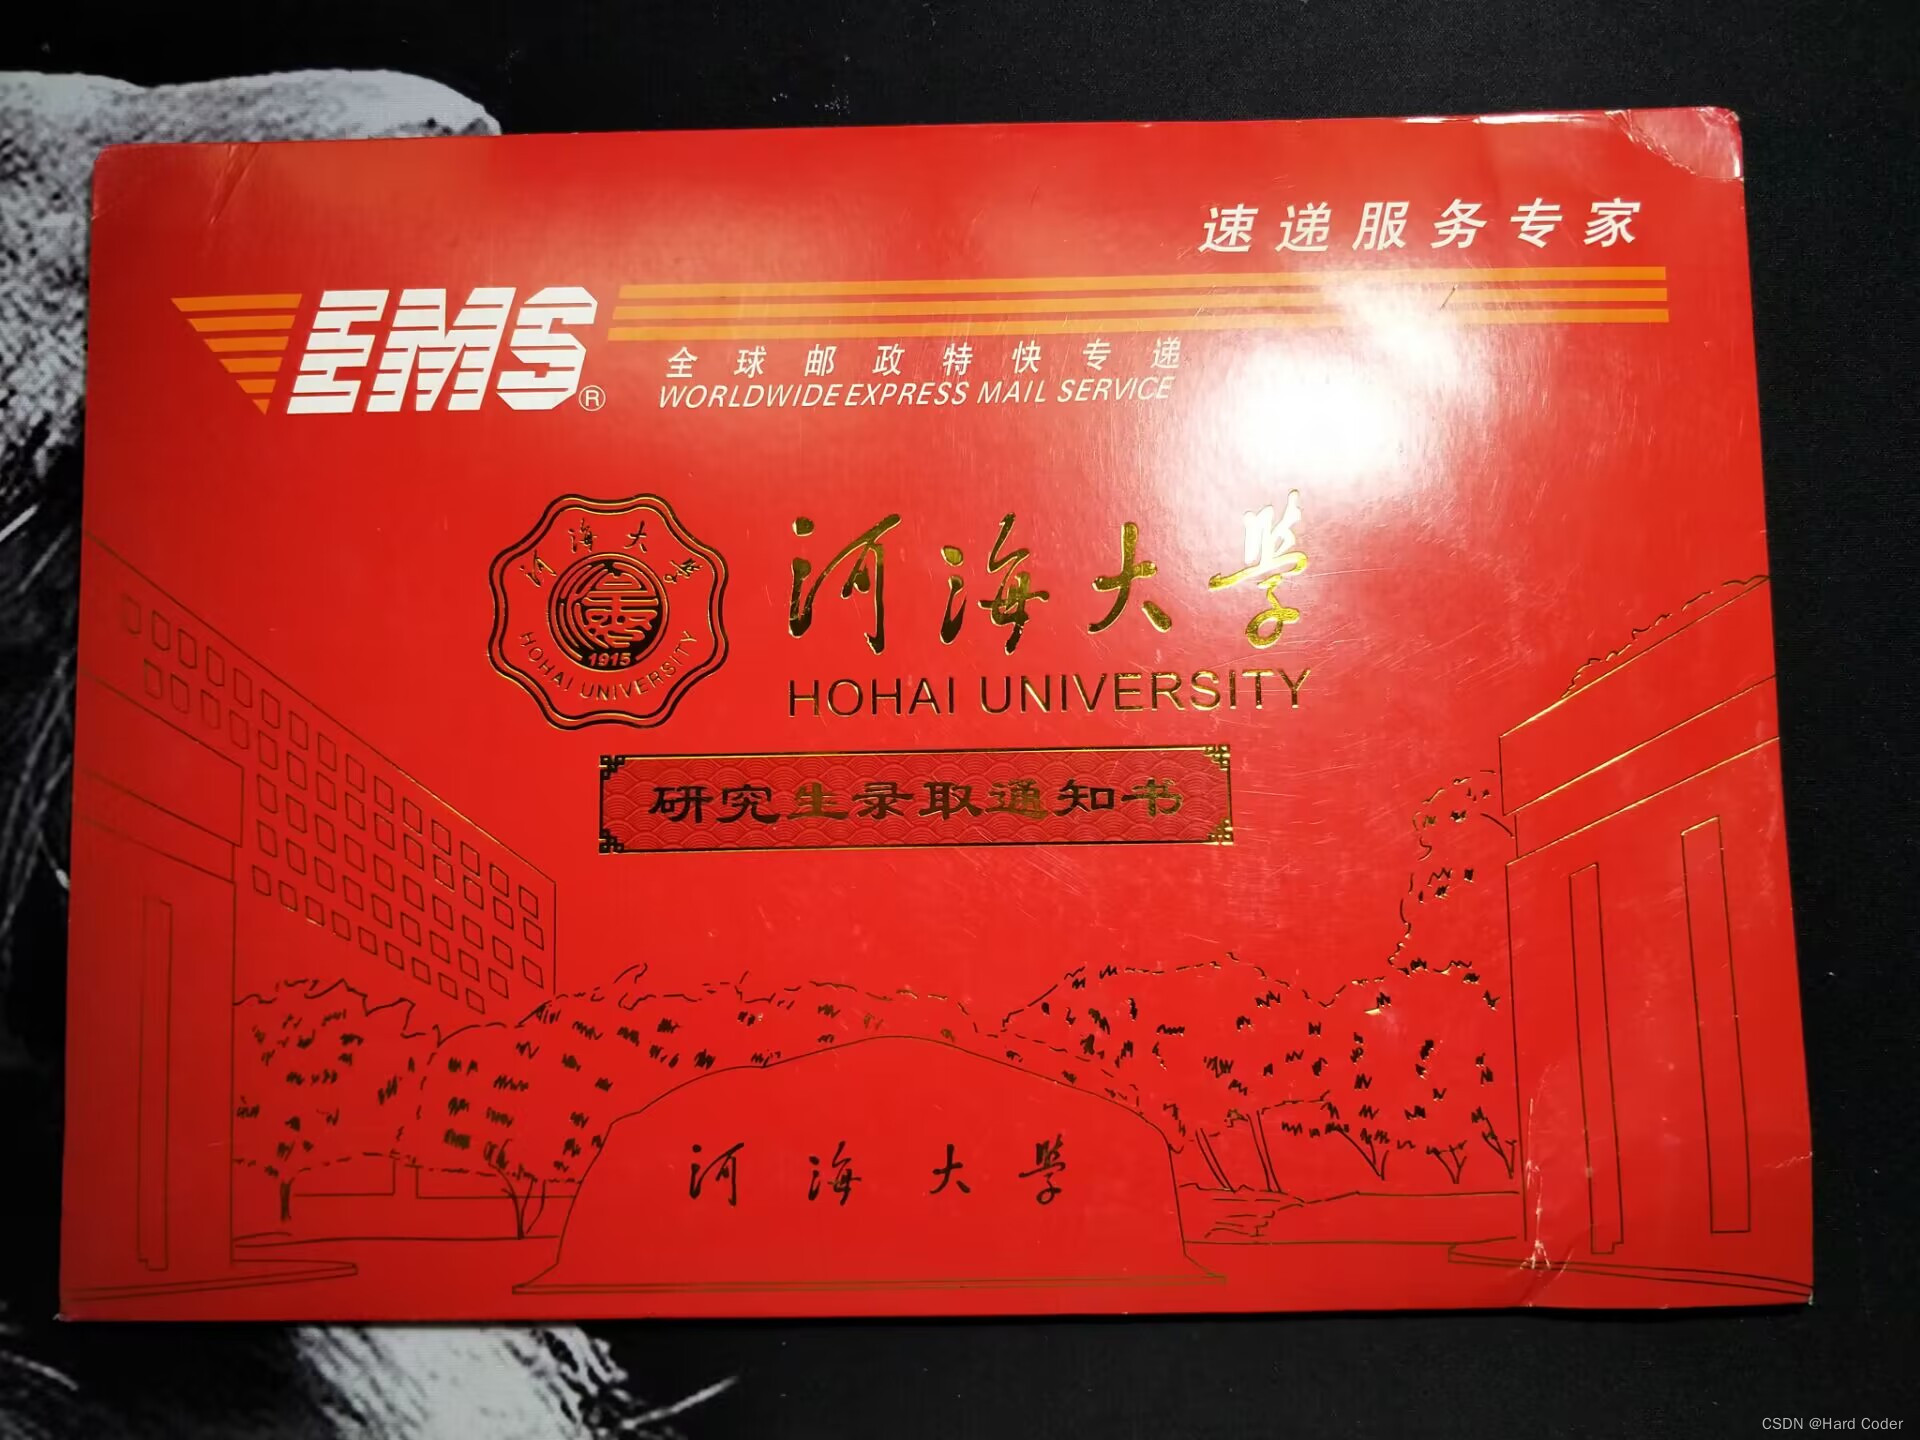 速递服务专家
EMS®
全球邮政特快专递
WORLDWIDE EXPRESS MAIL SERVICE
河海大学
1915
HOHAI UNIVERSITY
河海大学
HOHAI UNIVERSITY
研究生录取通知书
河海大学
CSDN @Hard Coder